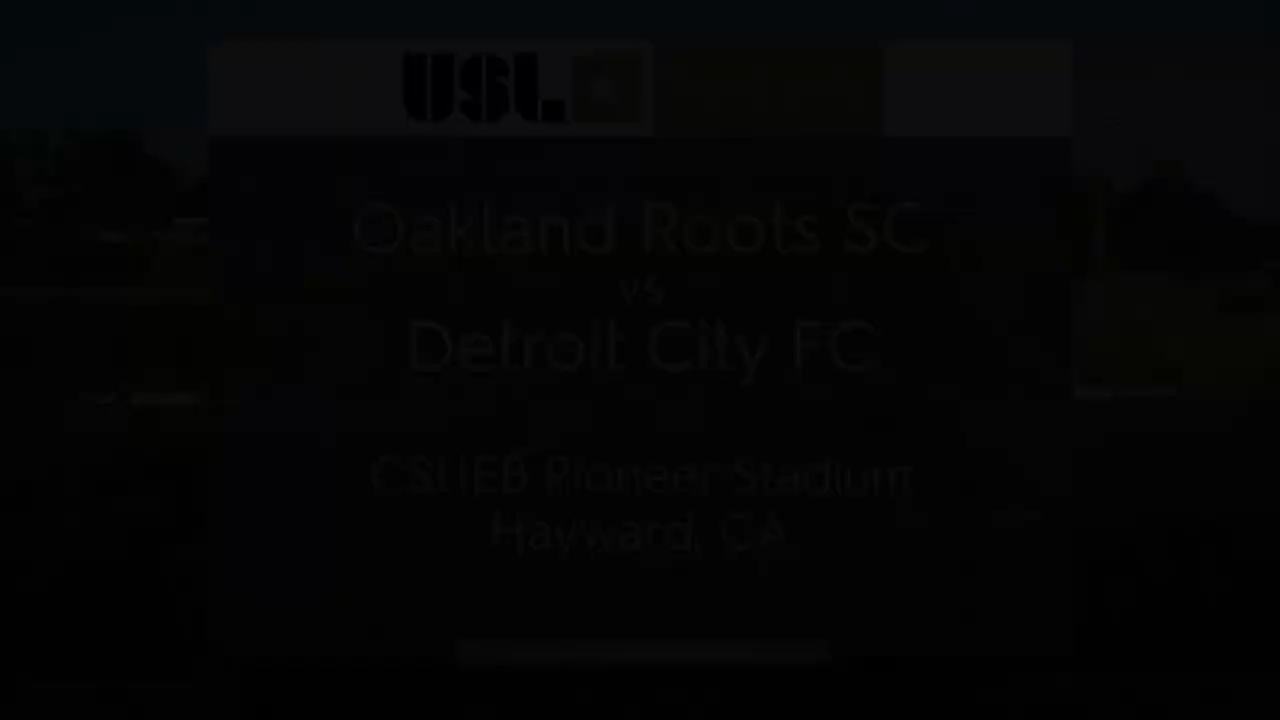 USL
Oakland Roots SC
vs
Detroit City FC
CSUEB Pioneer Stadium
Hayward, CA